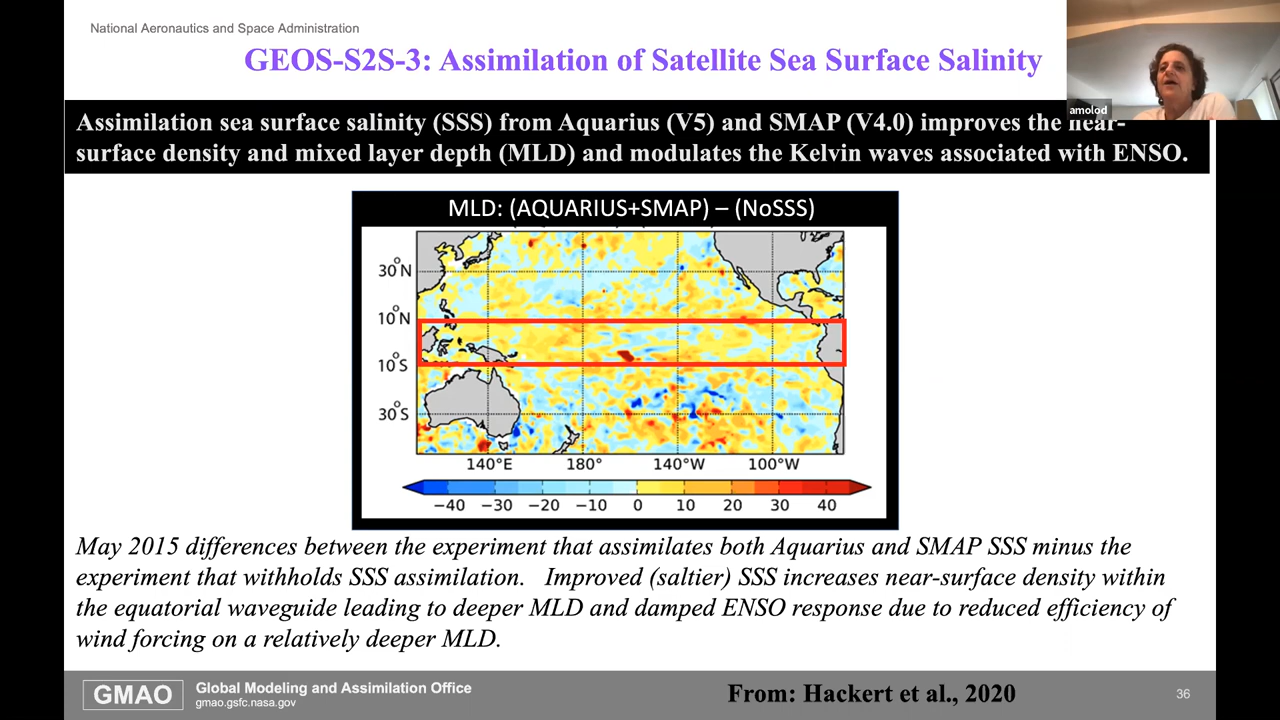 National Aeronautics and Space Administration
GEOS-S2S-3: Assimilation of Satellite Sea Surface Salinity
amolod
Assimilation sea surface salinity (SSS) from Aquarius (V5) and SMAP (V4.0) improves the near-
surface density and mixed layer depth (MLD) and modulates the Kelvin waves associated with ENSO.
MLD: (AQUARIUS+SMAP) – (NoSSS)
30°N
10°N
10°S
30°S
140°E 180° 140°W 100°W
−40 −30 −20 −10 0 10 20 30 40
May 2015 differences between the experiment that assimilates both Aquarius and SMAP SSS minus the
experiment that withholds SSS assimilation. Improved (saltier) SSS increases near-surface density within
the equatorial waveguide leading to deeper MLD and damped ENSO response due to reduced efficiency of
wind forcing on a relatively deeper MLD.
GMAO
Global Modeling and Assimilation Office
gmao.gsfc.nasa.gov
From: Hackert et al., 2020
36